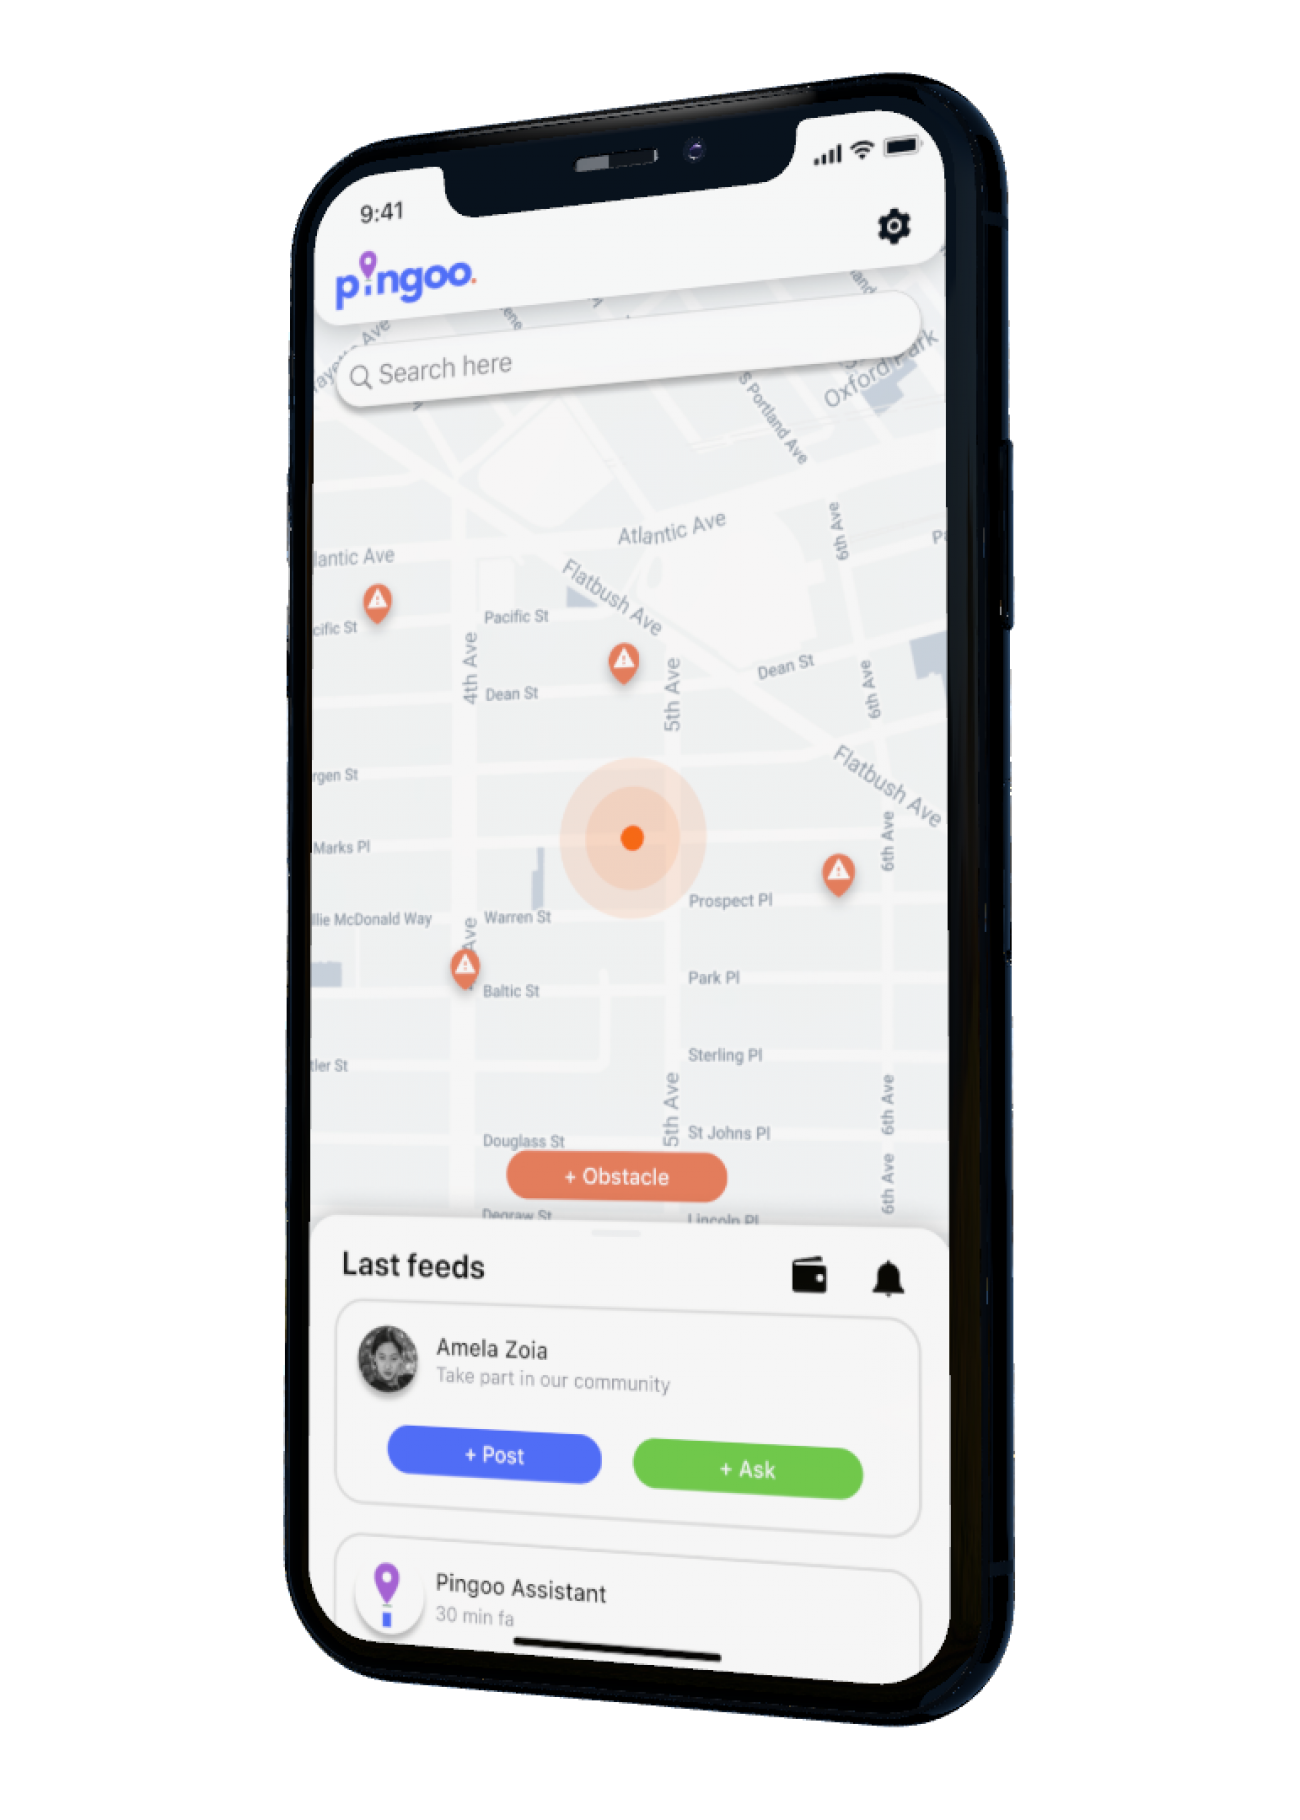 9:41
pingoo.
Search here
S Portland Ave
Oxford Park
Atlantic Ave
lantic Ave
6th Ave
Flatbush Ave
Pacific St
cific St
4th Ave
Dean St
5th Ave
Dean St
6th Ave
rgen St
Flatbush Ave
Marks Pl
6th Ave
Prospect Pl
llie McDonald Way
Warren St
Ave
Park Pl
Baltic St
Sterling Pl
tler St
5th Ave
6th Ave
St Johns Pl
Douglass St
6th Ave
+ Obstacle
Degraw St
Lincoln Pl
Last feeds
Amela Zoia
Take part in our community
+ Post
+ Ask
Pingoo Assistant
30 min fa